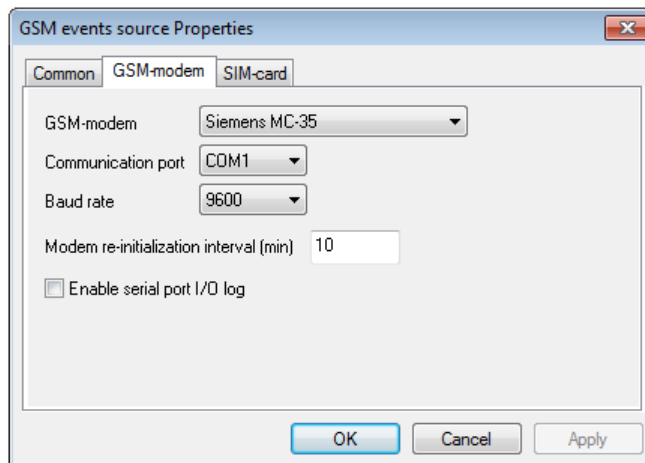 GSM events source Properties
Common GSM-modem SIM-card
GSM-modem Siemens MC-35
Communication port COM1
Baud rate 9600
Modem re-initialization interval (min) 10
Enable serial port I/O log
OK Cancel Apply